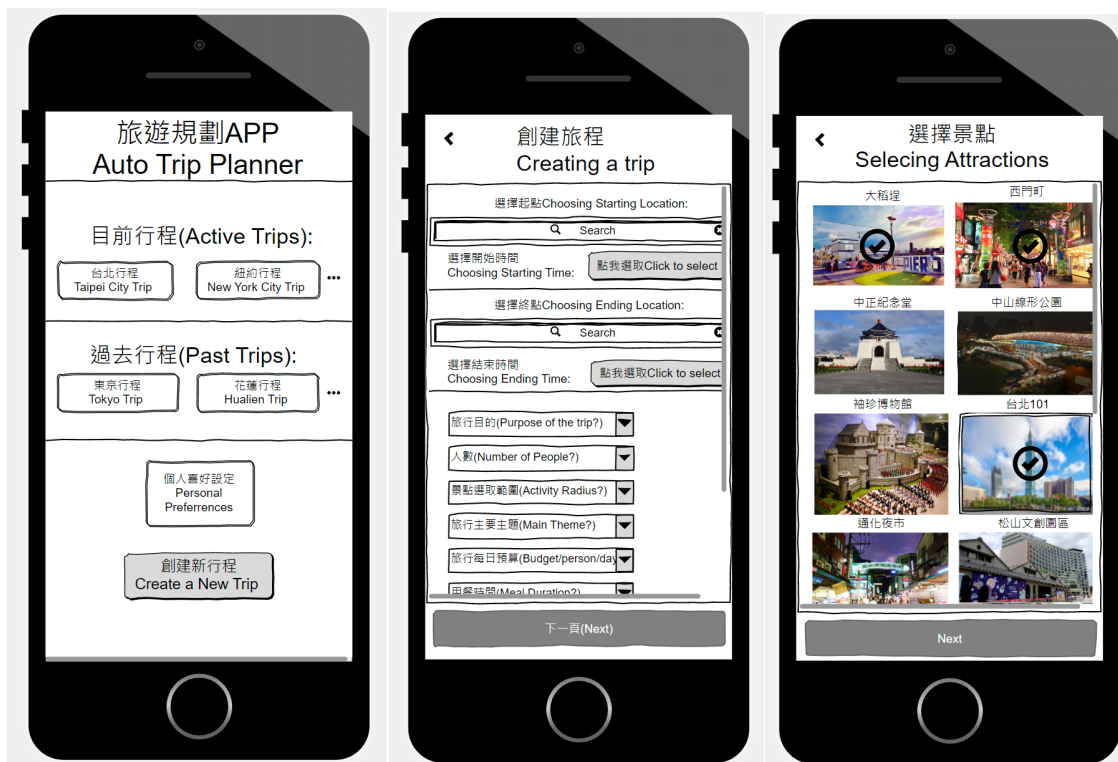 旅遊規劃APP
Auto Trip Planner
目前行程(Active Trips):
台北行程
Taipei City Trip
紐約行程
New York City Trip
過去行程(Past Trips):
東京行程
Tokyo Trip
花蓮行程
Hualien Trip
個人喜好設定
Personal
Preferrences
創建新行程
Create a New Trip
創建旅程
Creating a trip
選擇起點Choosing Starting Location:
Search
選擇開始時間
Choosing Starting Time:
點我選取Click to select
選擇終點Choosing Ending Location:
Search
選擇結束時間
Choosing Ending Time:
點我選取Click to select
旅行目的(Purpose of the trip?)
人數(Number of People?)
景點選取範圍(Activity Radius?)
旅行主要主題(Main Theme?)
旅行每日預算(Budget/person/day
用餐時間(Meal Duration?)
下一頁(Next)
選擇景點
Selecing Attractions
大稻埕
西門町
PIER5
中正紀念堂
中山線形公園
袖珍博物館
台北101
通化夜市
松山文創園區
Next